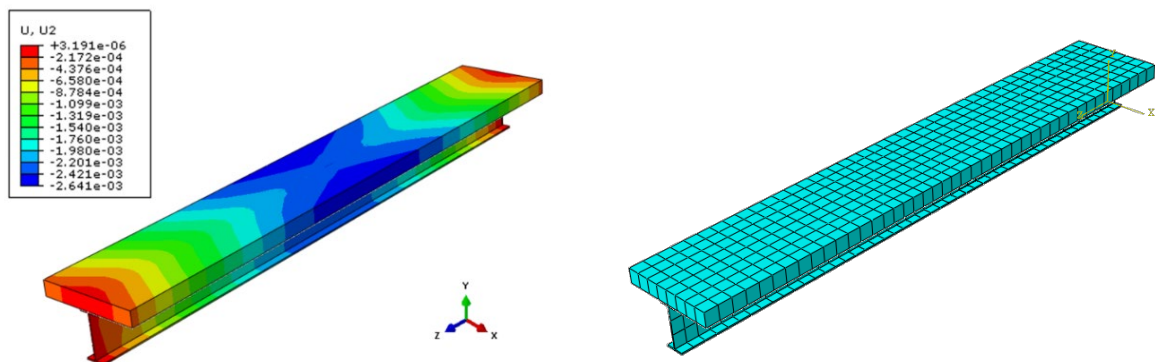 U, U2
+3.191e-06
-2.172e-04
-4.376e-04
-6.580e-04
-8.784e-04
-1.099e-03
-1.319e-03
-1.540e-03
-1.760e-03
-1.980e-03
-2.201e-03
-2.421e-03
-2.641e-03
Y
Z
X
X